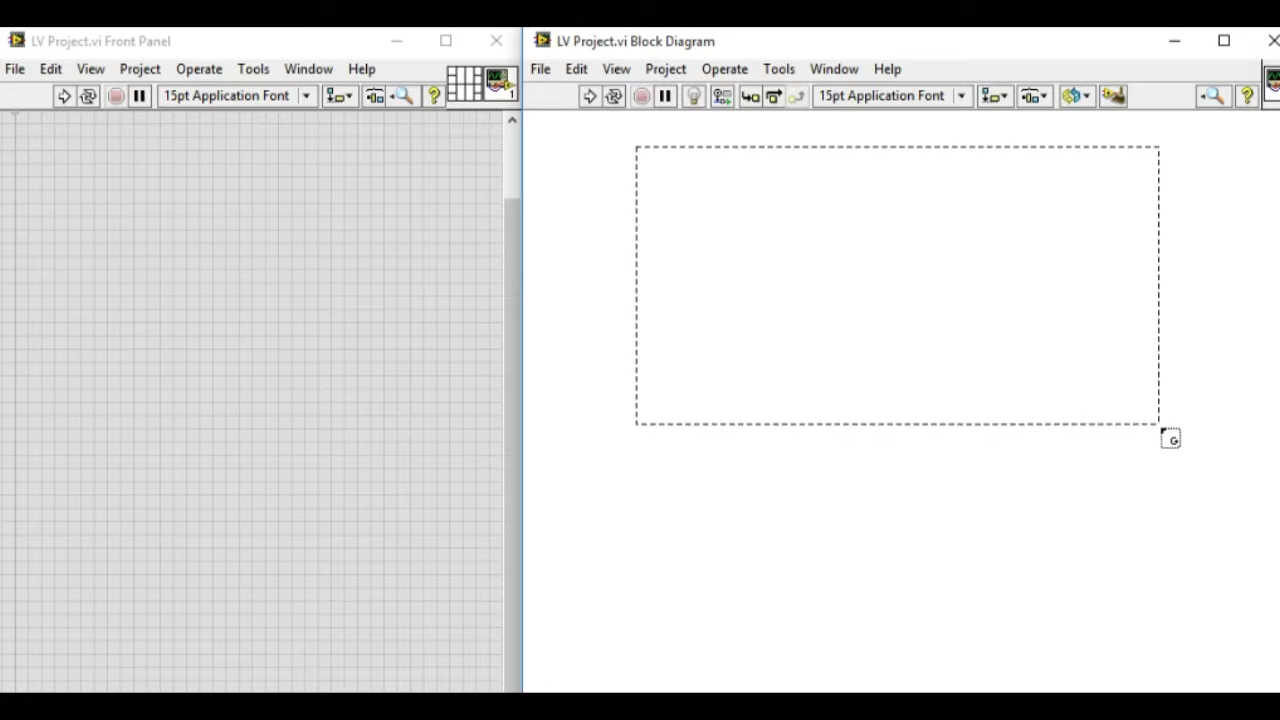 LV Project.vi Front Panel
File Edit View Project Operate Tools Window Help
15pt Application Font
?
1
LV Project.vi Block Diagram
File Edit View Project Operate Tools Window Help
15pt Application Font
?
G